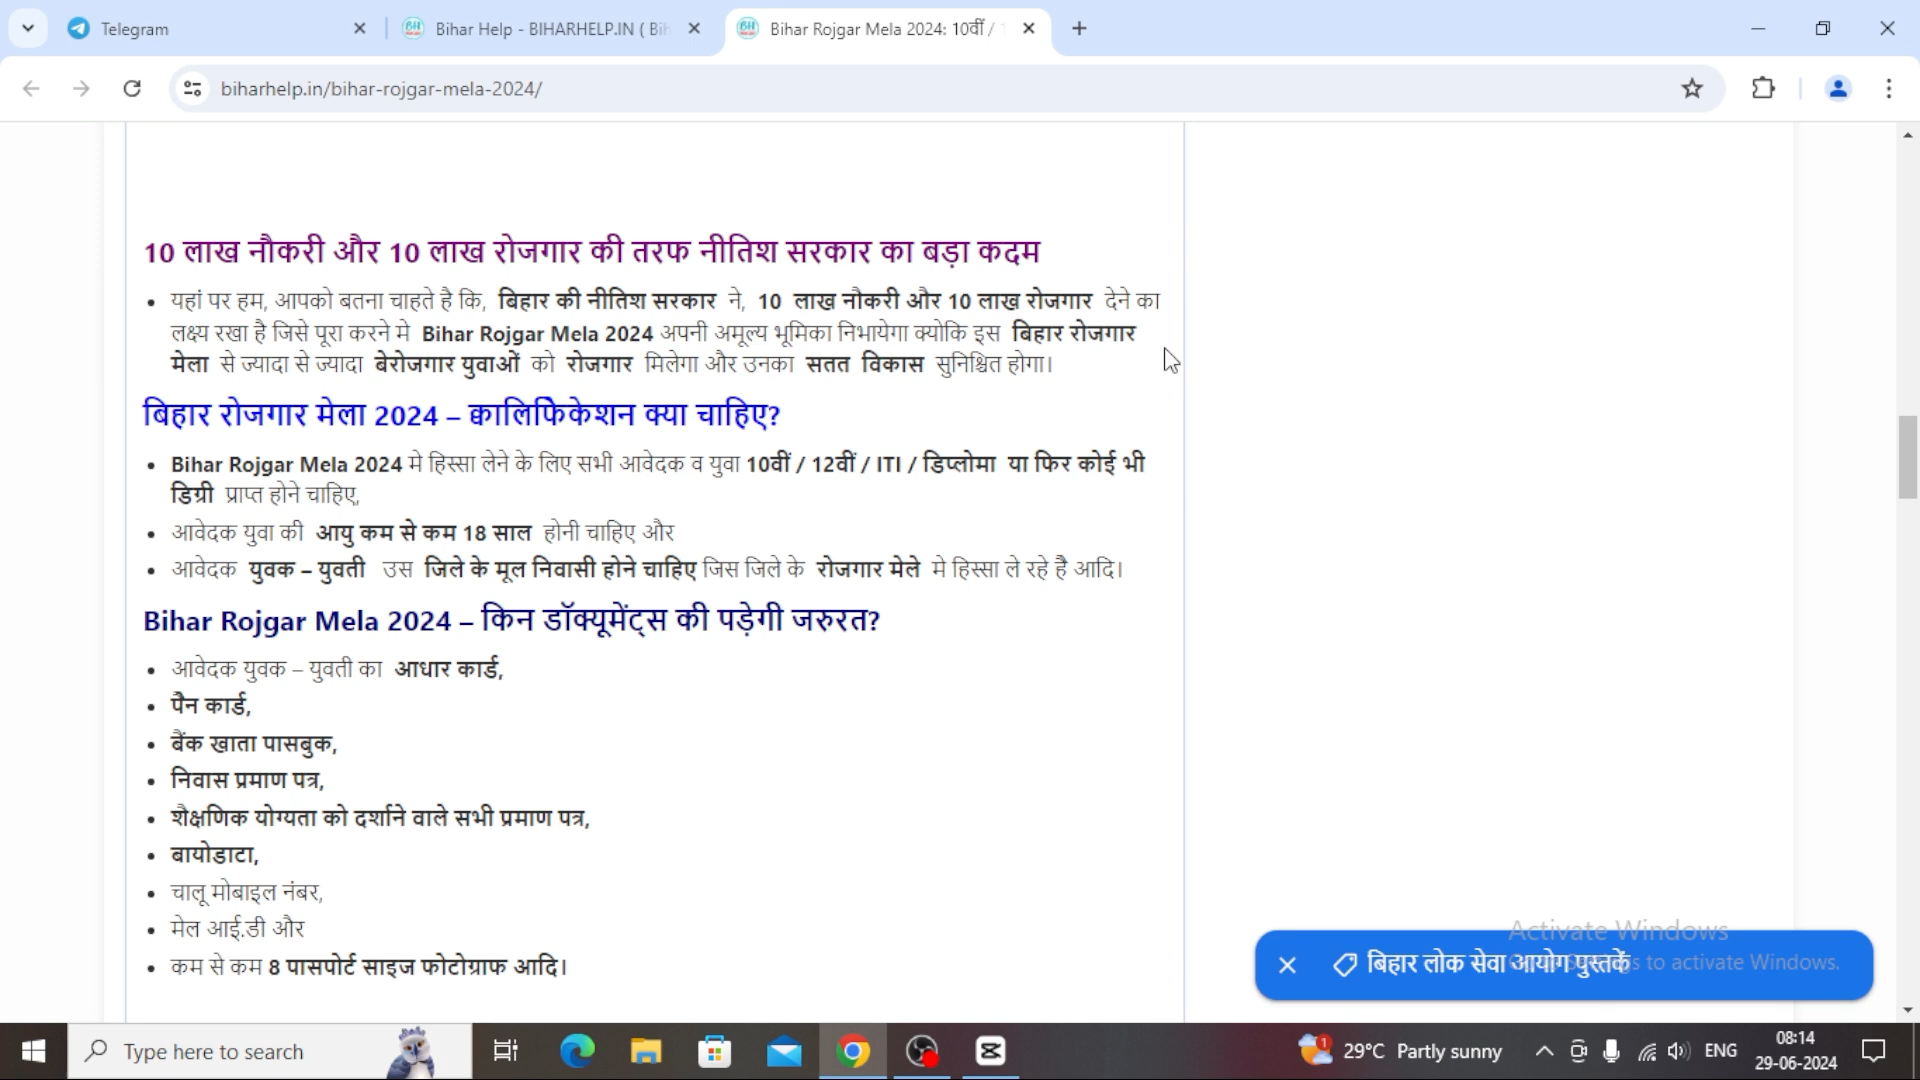 Telegram
Bihar Help - BIHARHELP.IN ( Bih
Bihar Rojgar Mela 2024: 10वीं / 1
biharhelp.in/bihar-rojgar-mela-2024/
10 लाख नौकरी और 10 लाख रोजगार की तरफ नीतिश सरकार का बड़ा कदम
• यहां पर हम, आपको बतना चाहते है कि, बिहार की नीतिश सरकार ने, 10 लाख नौकरी और 10 लाख रोजगार देने का
लक्ष्य रखा है जिसे पूरा करने मे Bihar Rojgar Mela 2024 अपनी अमूल्य भूमिका निभायेगा क्योकि इस बिहार रोजगार
मेला से ज्यादा से ज्यादा बेरोजगार युवाओं को रोजगार मिलेगा और उनका सतत विकास सुनिश्चित होगा।
बिहार रोजगार मेला 2024 – क्वालिफिेकेशन क्या चाहिए?
• Bihar Rojgar Mela 2024 मे हिस्सा लेने के लिए सभी आवेदक व युवा 10वीं / 12वीं / ITI / डिप्लोमा या फिर कोई भी
डिग्री प्राप्त होने चाहिए,
• आवेदक युवा की आयु कम से कम 18 साल होनी चाहिए और
• आवेदक युवक – युवती उस जिले के मूल निवासी होने चाहिए जिस जिले के रोजगार मेले मे हिस्सा ले रहे है आदि।
Bihar Rojgar Mela 2024 – किन डॉक्यूमेंट्स की पड़ेगी जरुरत?
• आवेदक युवक – युवती का आधार कार्ड,
• पैन कार्ड,
• बैंक खाता पासबुक,
• निवास प्रमाण पत्र,
• शैक्षणिक योग्यता को दर्शाने वाले सभी प्रमाण पत्र,
• बायोडाटा,
• चालू मोबाइल नंबर,
• मेल आई.डी और
• कम से कम 8 पासपोर्ट साइज फोटोग्राफ आदि।
Activate Windows
बिहार लोक सेवा आयोग पुस्तकें
to activate Windows.
Type here to search
29°C Partly sunny
ENG
08:14
29-06-2024